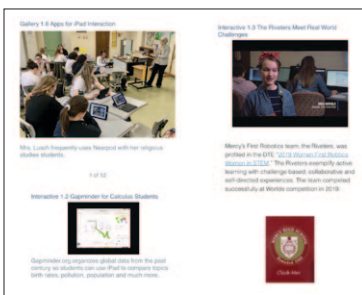 Gallery 1.6 Apps for iPad Interaction
Mrs. Lusch frequently uses Nearpod with her religious
studies students.
1 of 12
Interactive 1.2 Gapminder for Calculus Students
Gapminder.org organizes global data from the past
century so students can use iPad to compare topics
birth rates, pollution, population and much more.
Interactive 1.3 The Riveters Meet Real World
Challenges
Mercy's First Robotics team, the Riveters, was
profiled in the
"2019 Women First Robotics
Women in STEM."
The Riveters exemplify active
learning with challenge based, collaborative and
self-directed experiences. The team competed
successfully at Worlds competition in 2019.
Click Here